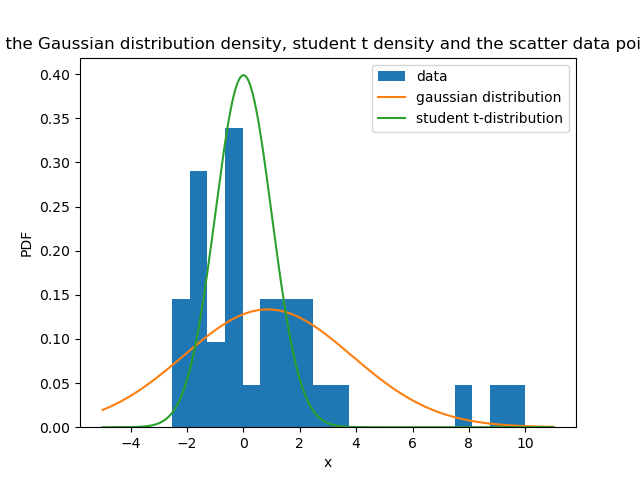 the Gaussian distribution density, student t density and the scatter data poi
data
gaussian distribution
student t-distribution
0.40
0.35
0.30
0.25
0.20
0.15
0.10
0.05
0.00
PDF
−4
−2
0
2
4
6
8
10
x